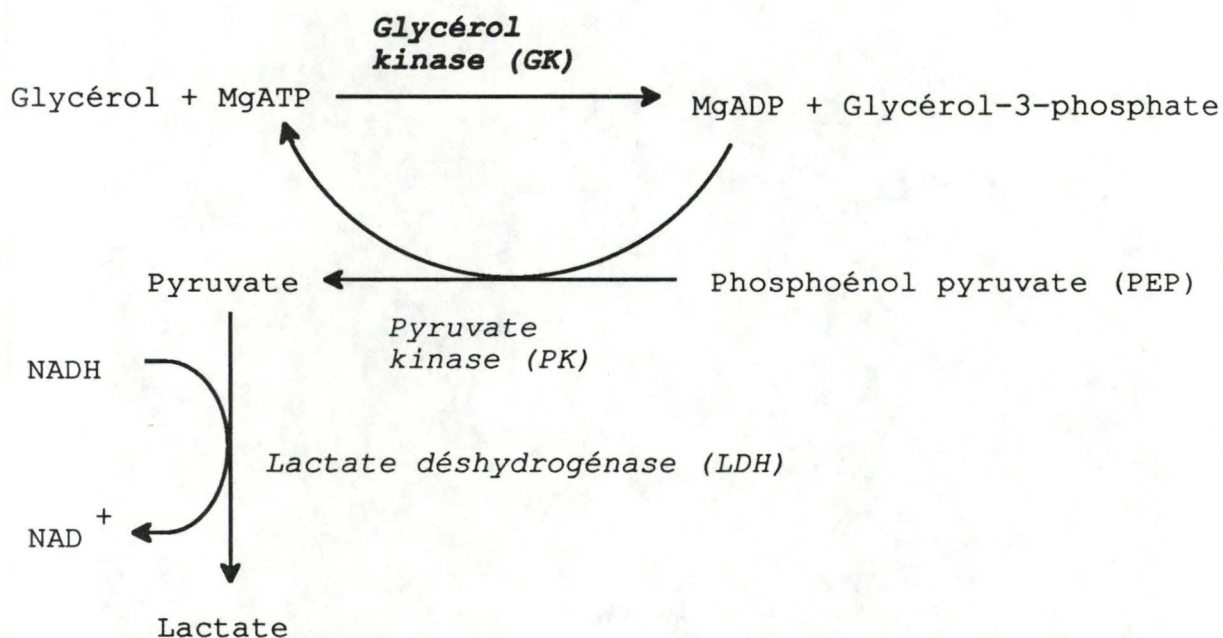 Glycérol
kinase (GK)
Glycérol + MgATP
MgADP + Glycérol-3-phosphate
Pyruvate
Phosphoénol pyruvate (PEP)
Pyruvate
kinase (PK)
NADH
Lactate déshydrogénase (LDH)
NAD +
Lactate